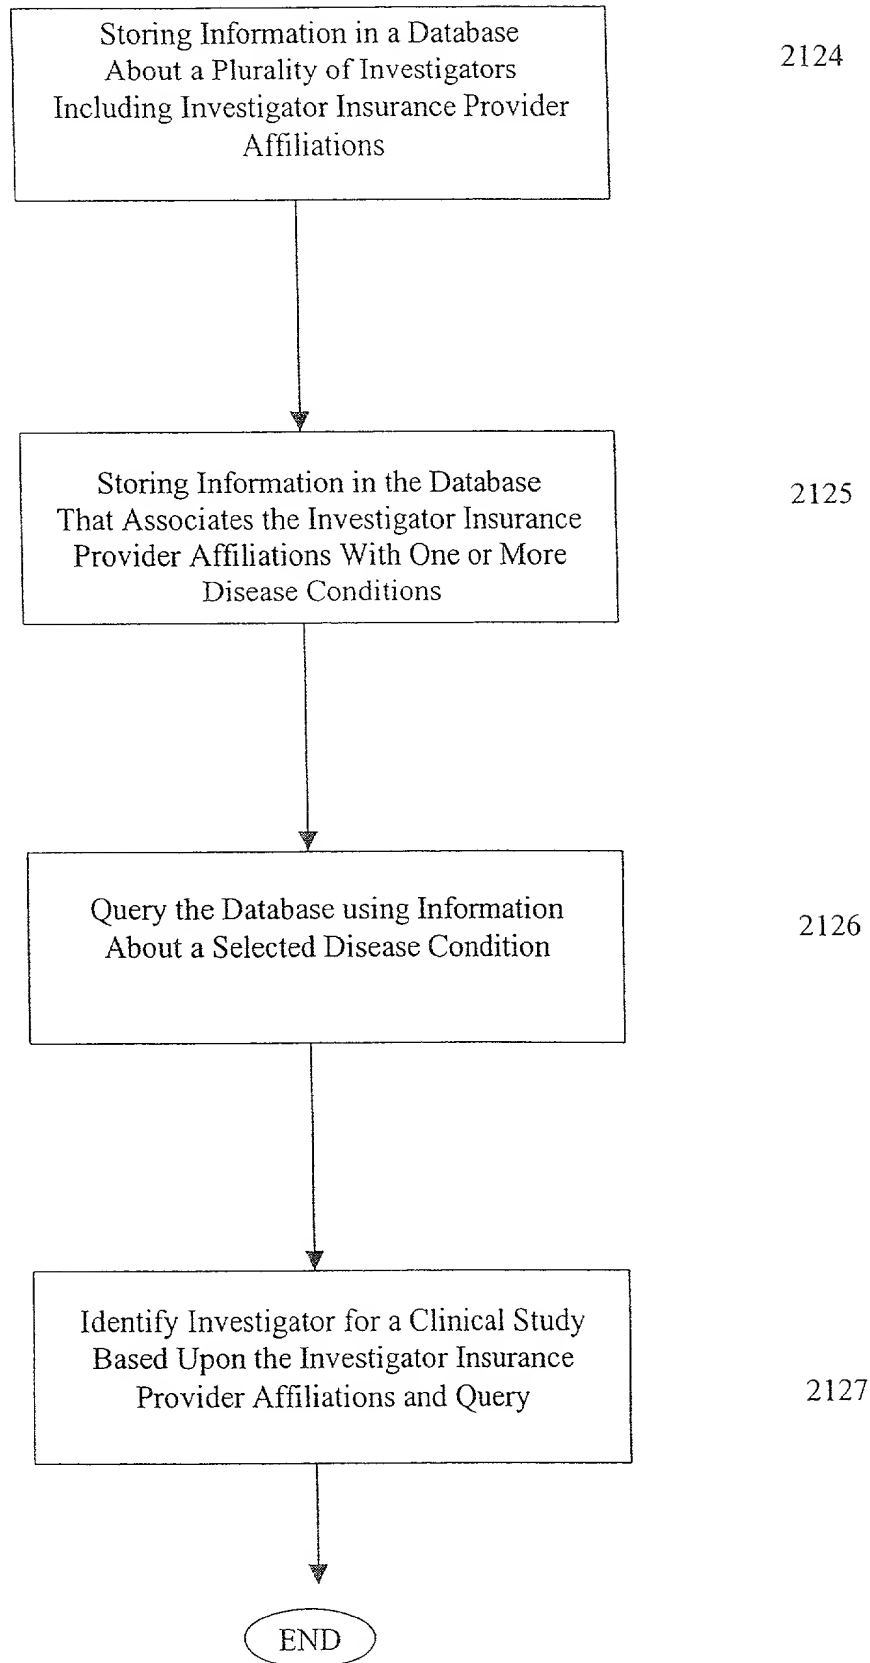 Storing Information in a Database
About a Plurality of Investigators
Including Investigator Insurance Provider
Affiliations
2124
Storing Information in the Database
That Associates the Investigator Insurance
Provider Affiliations With One or More
Disease Conditions
2125
Query the Database using Information
About a Selected Disease Condition
2126
Identify Investigator for a Clinical Study
Based Upon the Investigator Insurance
Provider Affiliations and Query
2127
END